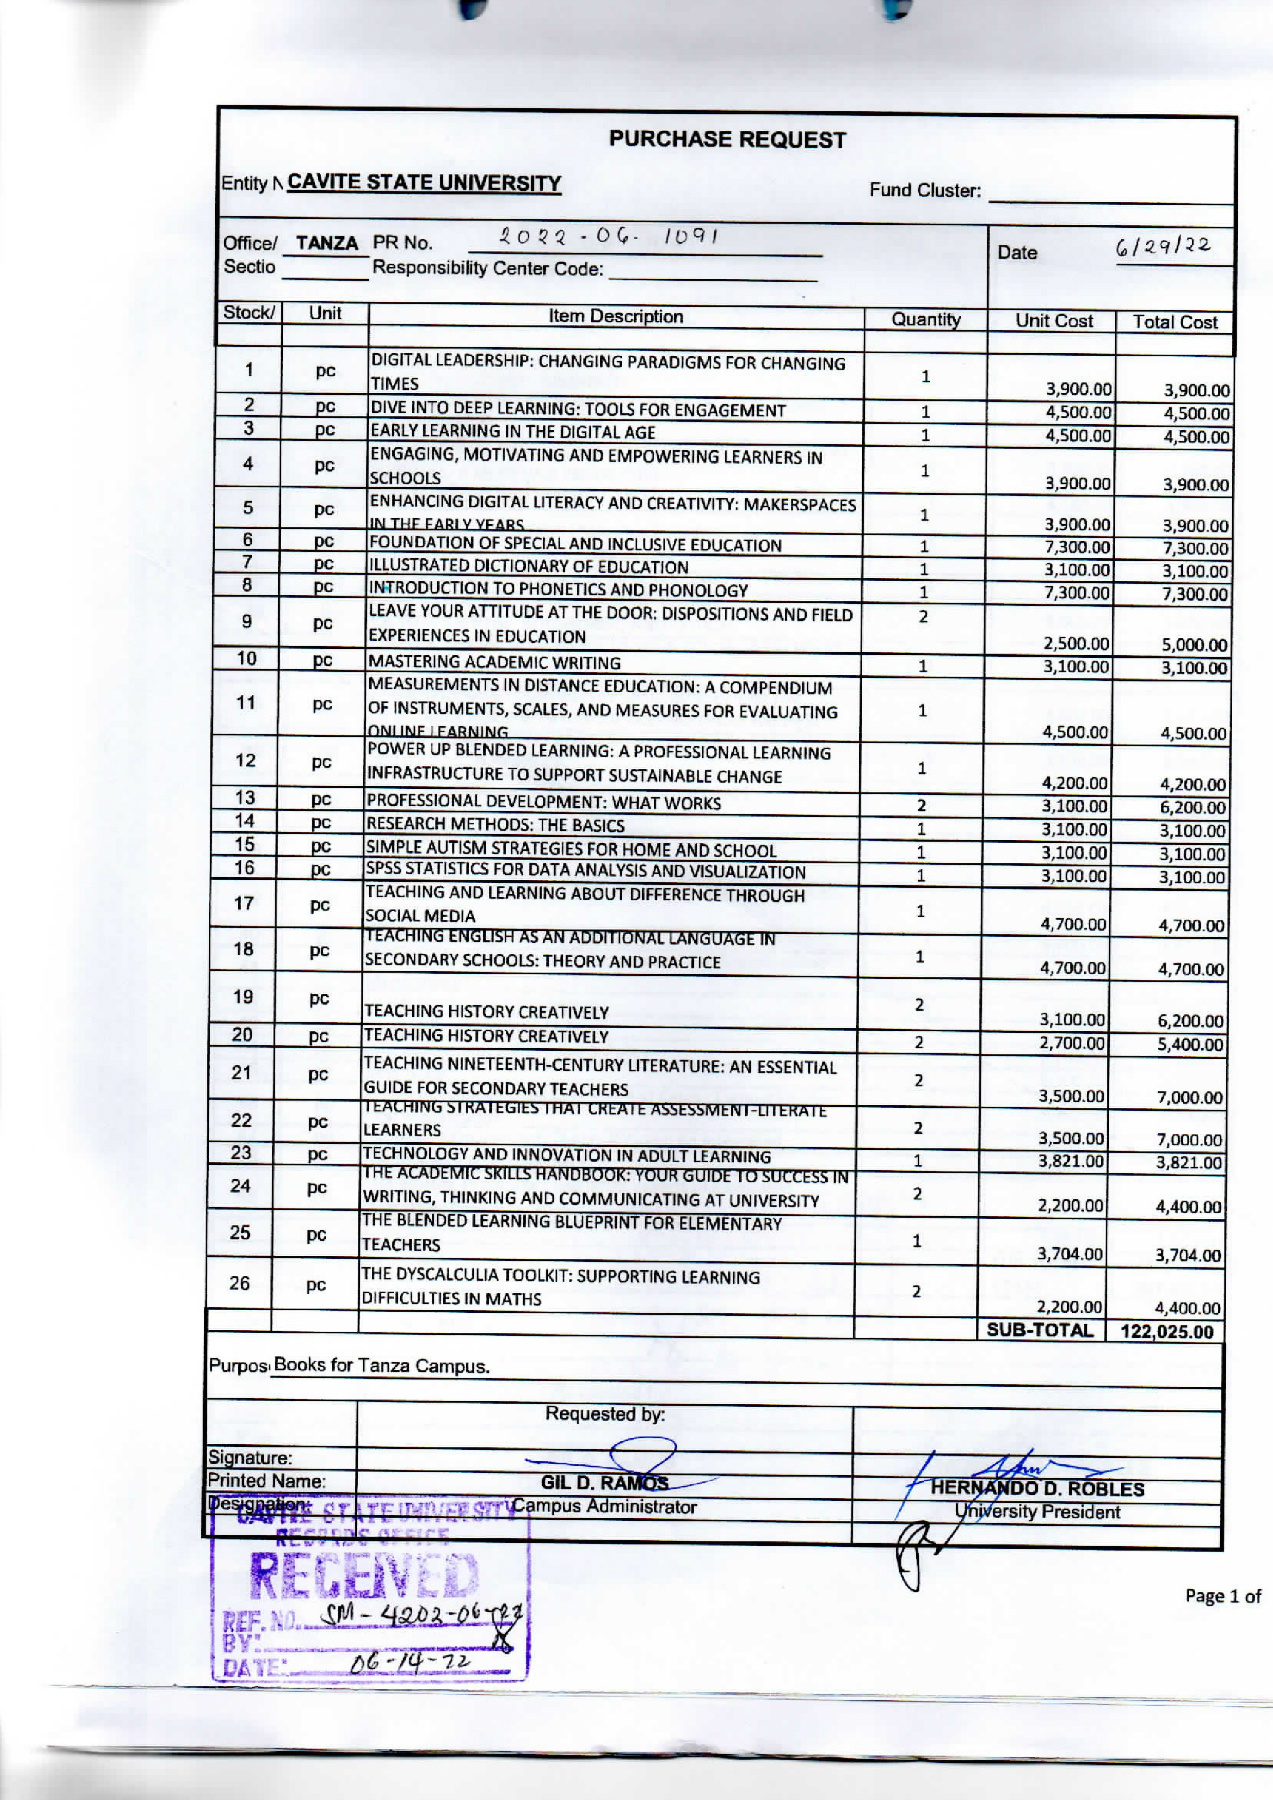 PURCHASE REQUEST
Entity N CAVITE STATE UNIVERSITY
Fund Cluster:
Office/ TANZA PR No. 2022-06-1091 Date 6/29/22
Sectio Responsibility Center Code:
Stock/ Unit Item Description Quantity Unit Cost Total Cost
1 pc DIGITAL LEADERSHIP: CHANGING PARADIGMS FOR CHANGING
TIMES 1 3,900.00 3,900.00
2 pc DIVE INTO DEEP LEARNING: TOOLS FOR ENGAGEMENT 1 4,500.00 4,500.00
3 pc EARLY LEARNING IN THE DIGITAL AGE 1 4,500.00 4,500.00
4 pc ENGAGING, MOTIVATING AND EMPOWERING LEARNERS IN
SCHOOLS 1 3,900.00 3,900.00
5 pc ENHANCING DIGITAL LITERACY AND CREATIVITY: MAKERSPACES
IN THE EARLY YEARS 1 3,900.00 3,900.00
6 pc FOUNDATION OF SPECIAL AND INCLUSIVE EDUCATION 1 7,300.00 7,300.00
7 pc ILLUSTRATED DICTIONARY OF EDUCATION 1 3,100.00 3,100.00
8 pc INTRODUCTION TO PHONETICS AND PHONOLOGY 1 7,300.00 7,300.00
9 pc LEAVE YOUR ATTITUDE AT THE DOOR: DISPOSITIONS AND FIELD
EXPERIENCES IN EDUCATION 2 2,500.00 5,000.00
10 pc MASTERING ACADEMIC WRITING 1 3,100.00 3,100.00
11 pc MEASUREMENTS IN DISTANCE EDUCATION: A COMPENDIUM
OF INSTRUMENTS, SCALES, AND MEASURES FOR EVALUATING
ONLINE LEARNING 1 4,500.00 4,500.00
12 pc POWER UP BLENDED LEARNING: A PROFESSIONAL LEARNING
INFRASTRUCTURE TO SUPPORT SUSTAINABLE CHANGE 1 4,200.00 4,200.00
13 pc PROFESSIONAL DEVELOPMENT: WHAT WORKS 2 3,100.00 6,200.00
14 pc RESEARCH METHODS: THE BASICS 1 3,100.00 3,100.00
15 pc SIMPLE AUTISM STRATEGIES FOR HOME AND SCHOOL 1 3,100.00 3,100.00
16 pc SPSS STATISTICS FOR DATA ANALYSIS AND VISUALIZATION 1 3,100.00 3,100.00
17 pc TEACHING AND LEARNING ABOUT DIFFERENCE THROUGH
SOCIAL MEDIA 1 4,700.00 4,700.00
18 pc TEACHING ENGLISH AS AN ADDITIONAL LANGUAGE IN
SECONDARY SCHOOLS: THEORY AND PRACTICE 1 4,700.00 4,700.00
19 pc TEACHING HISTORY CREATIVELY 2 3,100.00 6,200.00
20 pc TEACHING HISTORY CREATIVELY 2 2,700.00 5,400.00
21 pc TEACHING NINETEENTH-CENTURY LITERATURE: AN ESSENTIAL
GUIDE FOR SECONDARY TEACHERS 2 3,500.00 7,000.00
22 pc TEACHING STRATEGIES THAT CREATE ASSESSMENT-LITERATE
LEARNERS 2 3,500.00 7,000.00
23 pc TECHNOLOGY AND INNOVATION IN ADULT LEARNING 1 3,821.00 3,821.00
24 pc THE ACADEMIC SKILLS HANDBOOK: YOUR GUIDE TO SUCCESS IN
WRITING, THINKING AND COMMUNICATING AT UNIVERSITY 2 2,200.00 4,400.00
25 pc THE BLENDED LEARNING BLUEPRINT FOR ELEMENTARY
TEACHERS 1 3,704.00 3,704.00
26 pc THE DYSCALCULIA TOOLKIT: SUPPORTING LEARNING
DIFFICULTIES IN MATHS 2 2,200.00 4,400.00
SUB-TOTAL 122,025.00
Purpos Books for Tanza Campus.
Requested by:
Signature:
Printed Name: GIL D. RAMOS HERNANDO D. ROBLES
Designation: Campus Administrator University President
CAVITE STATE UNIVERSITY
RECORDS OFFICE
RECEIVED
REF. NO. SM-4202-06-22
BY:
DATE: 06-14-22
Page 1 of